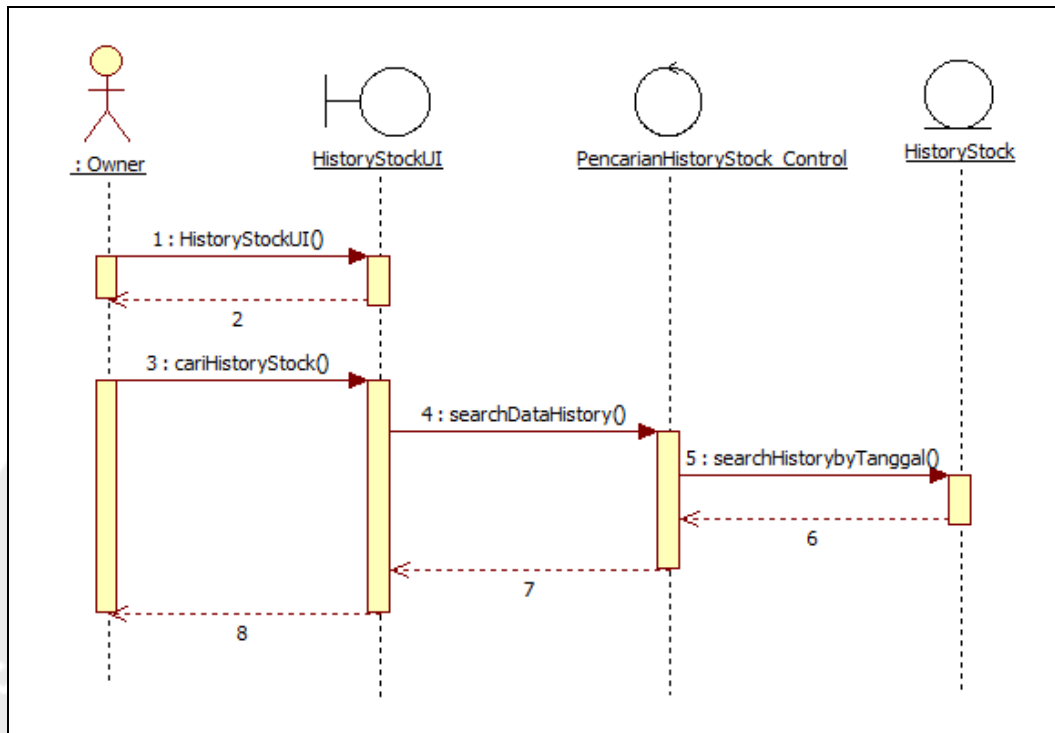 : Owner
HistoryStockUI
PencarianHistoryStock_Control
HistoryStock
1 : HistoryStockUI()
2
3 : cariHistoryStock()
4 : searchDataHistory()
5 : searchHistorybyTanggal()
6
7
8